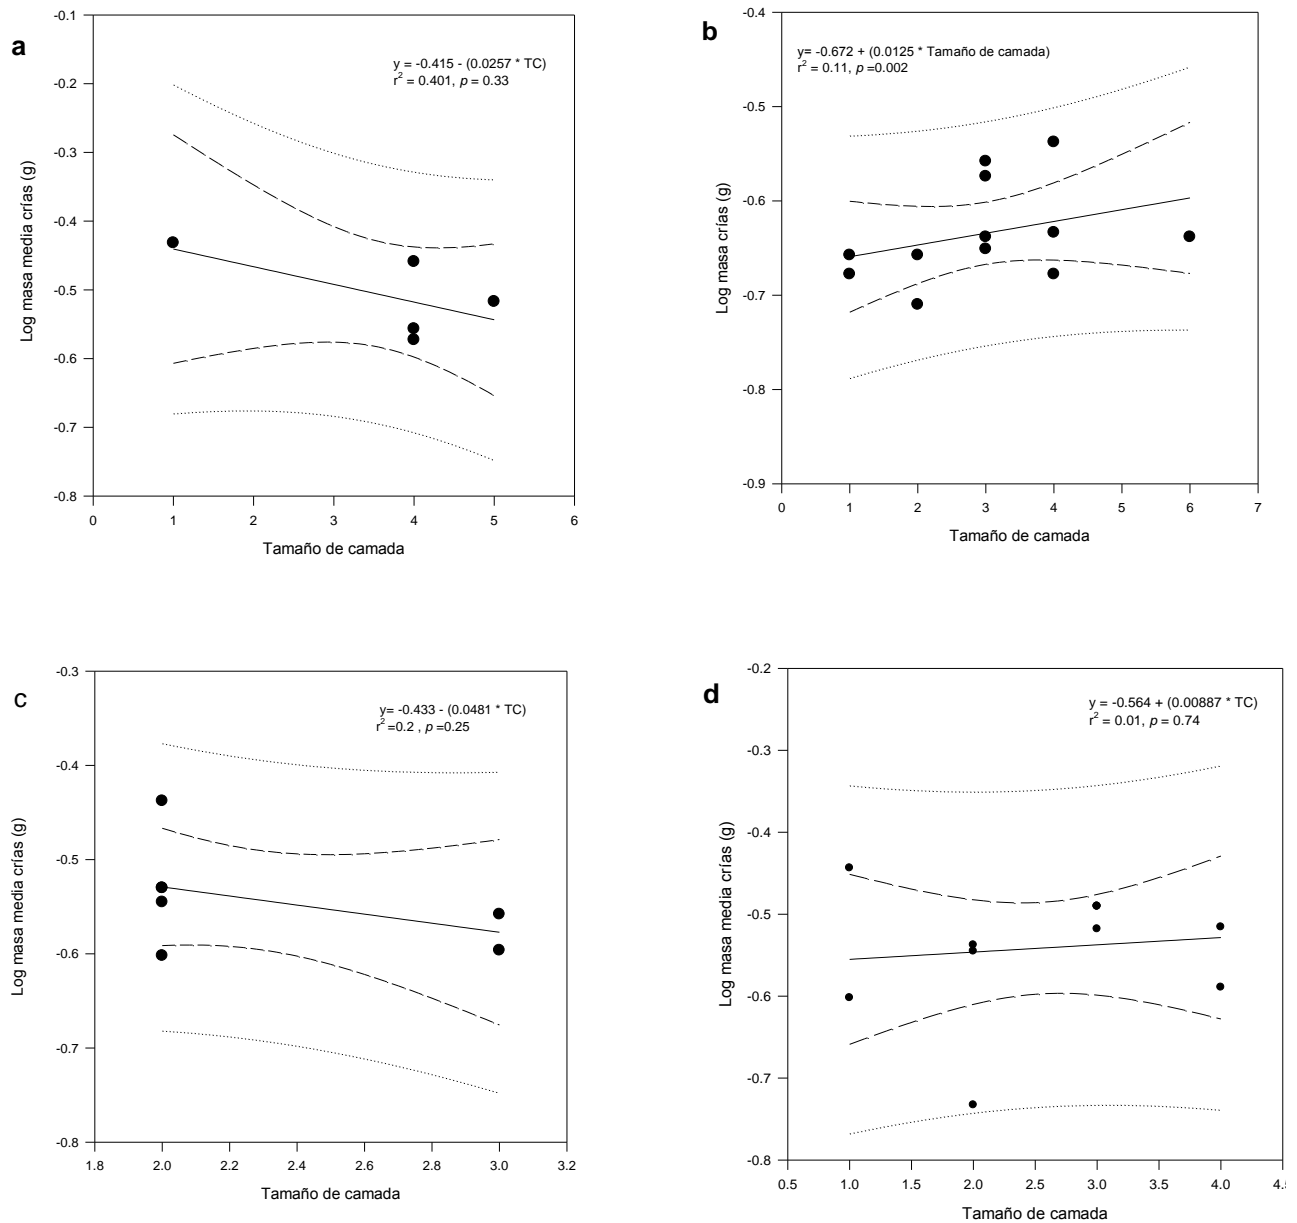 a
y = -0.415 - (0.0257 * TC)
r² = 0.401, p = 0.33
Log masa media crías (g)
-0.1
-0.2
-0.3
-0.4
-0.5
-0.6
-0.7
-0.8
0 1 2 3 4 5 6
Tamaño de camada
b
y= -0.672 + (0.0125 * Tamaño de camada)
r² = 0.11, p =0.002
Log masa crías (g)
-0.4
-0.5
-0.6
-0.7
-0.8
-0.9
0 1 2 3 4 5 6 7
Tamaño de camada
c
y= -0.433 - (0.0481 * TC)
r² =0.2 , p =0.25
Log masa media crías (g)
-0.3
-0.4
-0.5
-0.6
-0.7
-0.8
1.8 2.0 2.2 2.4 2.6 2.8 3.0 3.2
Tamaño de camada
d
y = -0.564 + (0.00887 * TC)
r² = 0.01, p = 0.74
Log masa media crías (g)
-0.2
-0.3
-0.4
-0.5
-0.6
-0.7
-0.8
0.5 1.0 1.5 2.0 2.5 3.0 3.5 4.0
Tamaño de camada